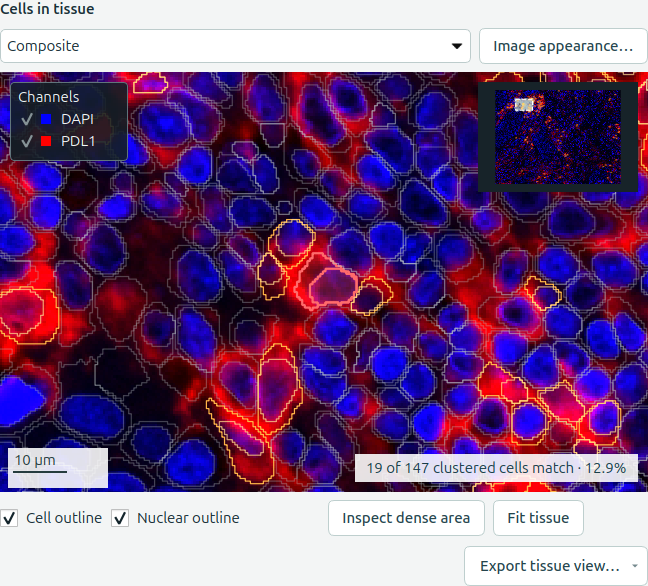 Cells in tissue
Composite
Image appearance…
Channels
DAPI
PDL1
10 µm
19 of 147 clustered cells match · 12.9%
Cell outline
Nuclear outline
Inspect dense area
Fit tissue
Export tissue view…